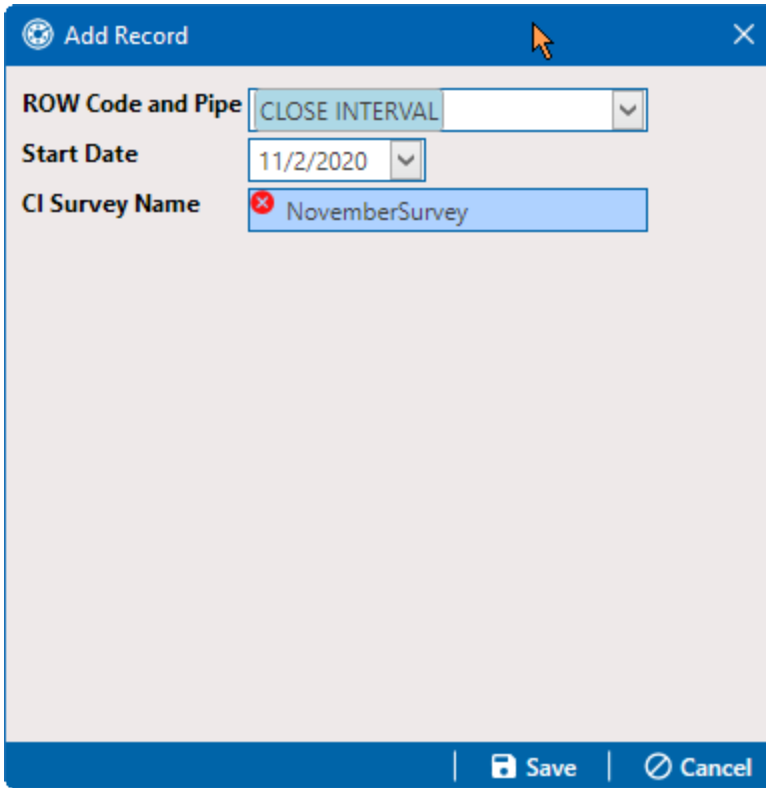 Add Record
ROW Code and Pipe CLOSE INTERVAL
Start Date 11/2/2020
CI Survey Name NovemberSurvey
Save Cancel